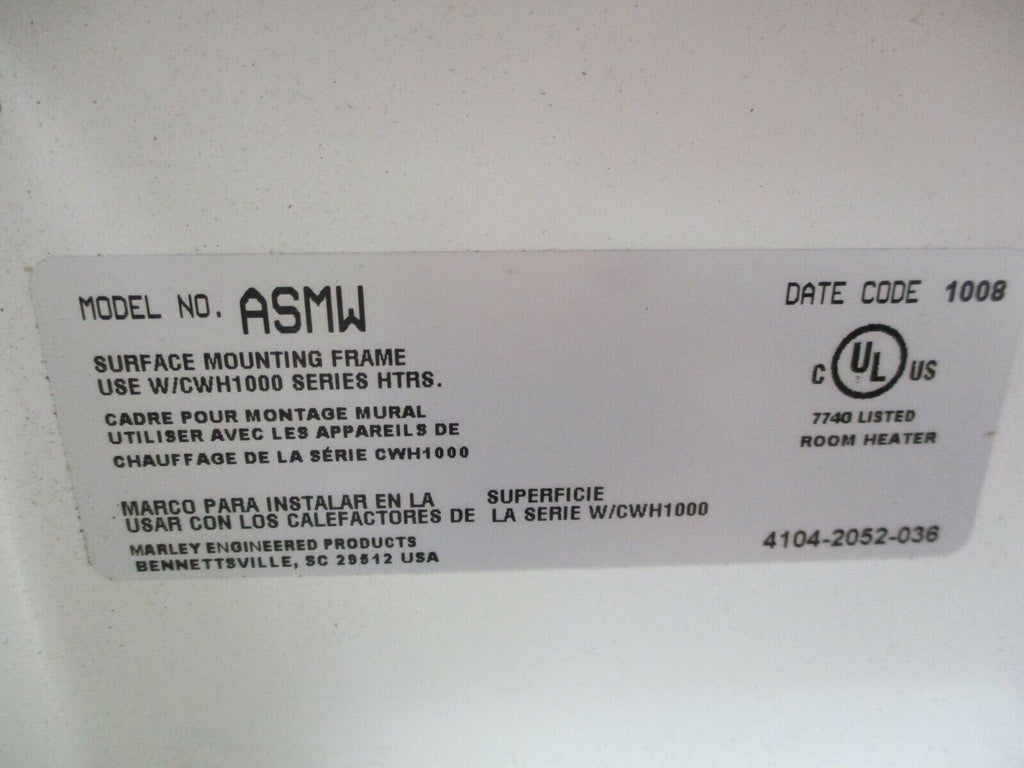 MODEL NO. ASMW
SURFACE MOUNTING FRAME
USE W/CWH1000 SERIES HTRS.
CADRE POUR MONTAGE MURAL
UTILISER AVEC LES APPAREILS DE
CHAUFFAGE DE LA SÉRIE CWH1000
MARCO PARA INSTALAR EN LA SUPERFICIE
USAR CON LOS CALEFACTORES DE LA SERIE W/CWH1000
MARLEY ENGINEERED PRODUCTS
BENNETTSVILLE, SC 29512 USA
DATE CODE 1008
C UL US
774G LISTED
ROOM HEATER
4104-2052-036